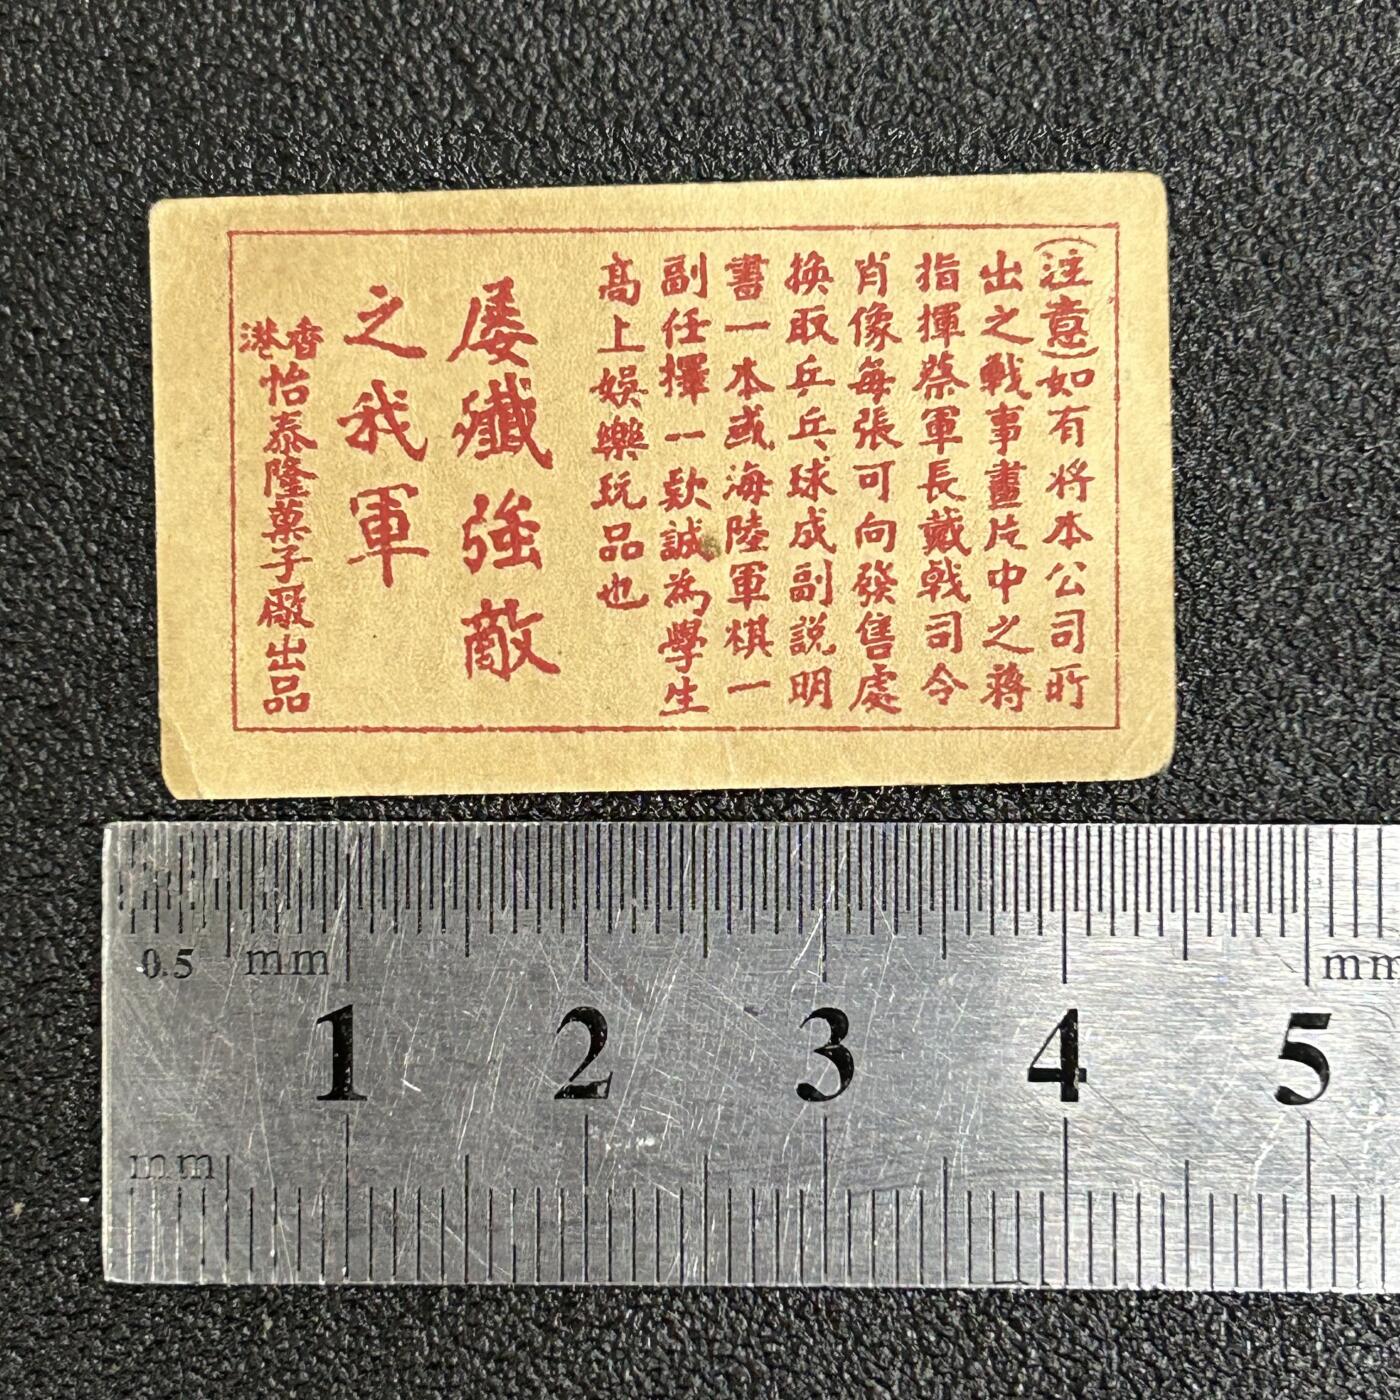 (注意)如有将本公司所
出之戰事畫片中之蔣
指揮蔡軍長戴戟司令
肖像每張可向發售處
換取乒乓球成副説明
書一本或海陸軍棋一
副任擇一欵誠為學生
高上娛樂玩品也
屡殲強敵
之我軍
香港怡泰隆菓子廠出品
0.5 mm
mm
1 2 3 4 5
mm